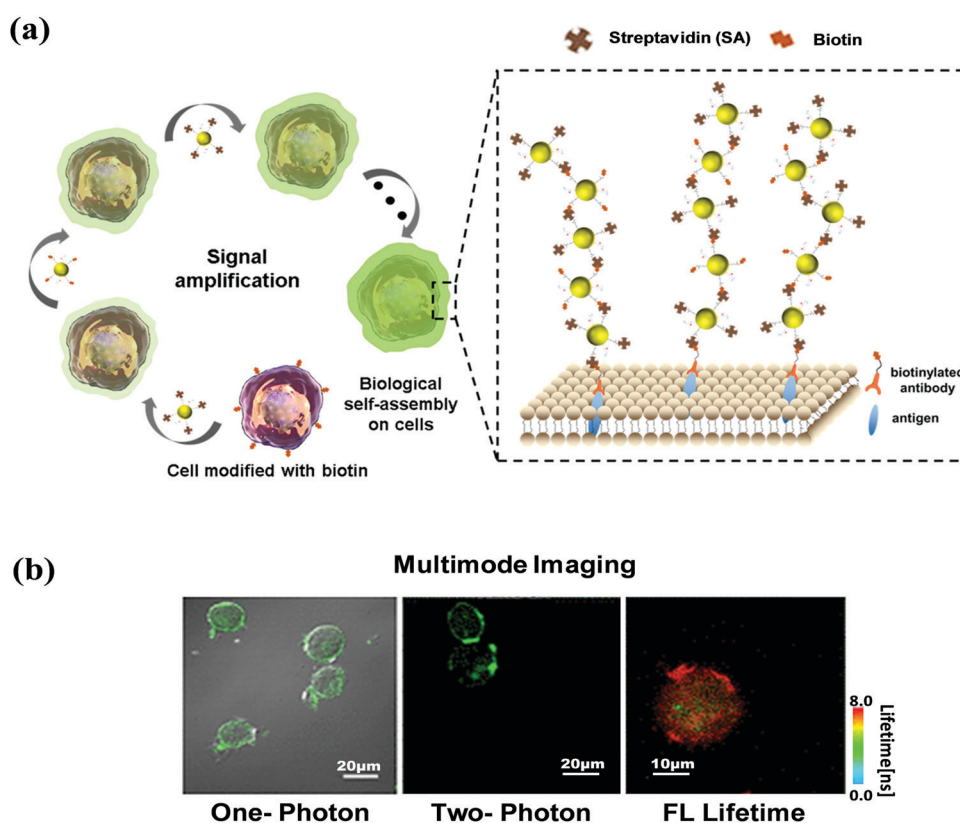 (a)
Streptavidin (SA)
Biotin
Signal
amplification
Biological
self-assembly
on cells
Cell modified with biotin
biotinylated
antibody
antigen
(b)
Multimode Imaging
20μm
20μm
10μm
8.0
0.0
Lifetime[ns]
One- Photon
Two- Photon
FL Lifetime